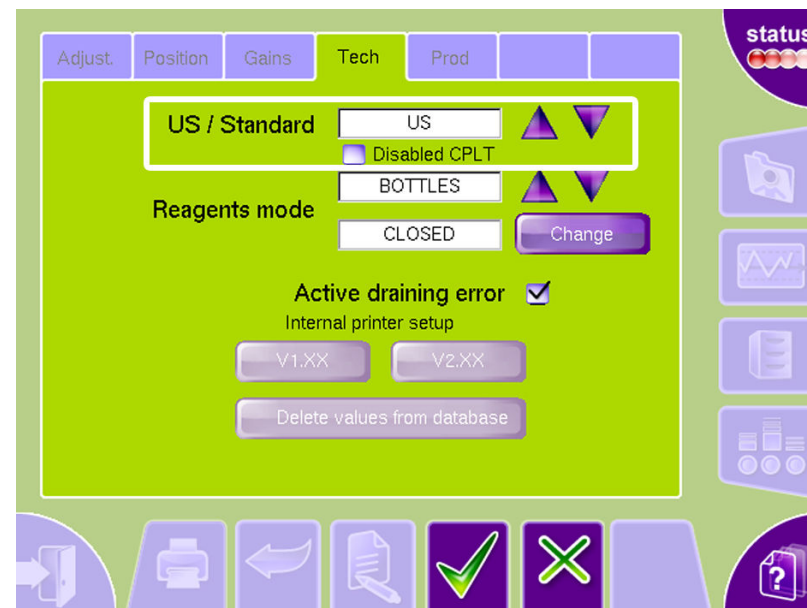 status
Adjust. Position Gains Tech Prod
US / Standard US
Disabled CPLT
BOTTLES
Reagents mode
CLOSED Change
Active draining error
Internal printer setup
V1.XX V2.XX
Delete values from database
?